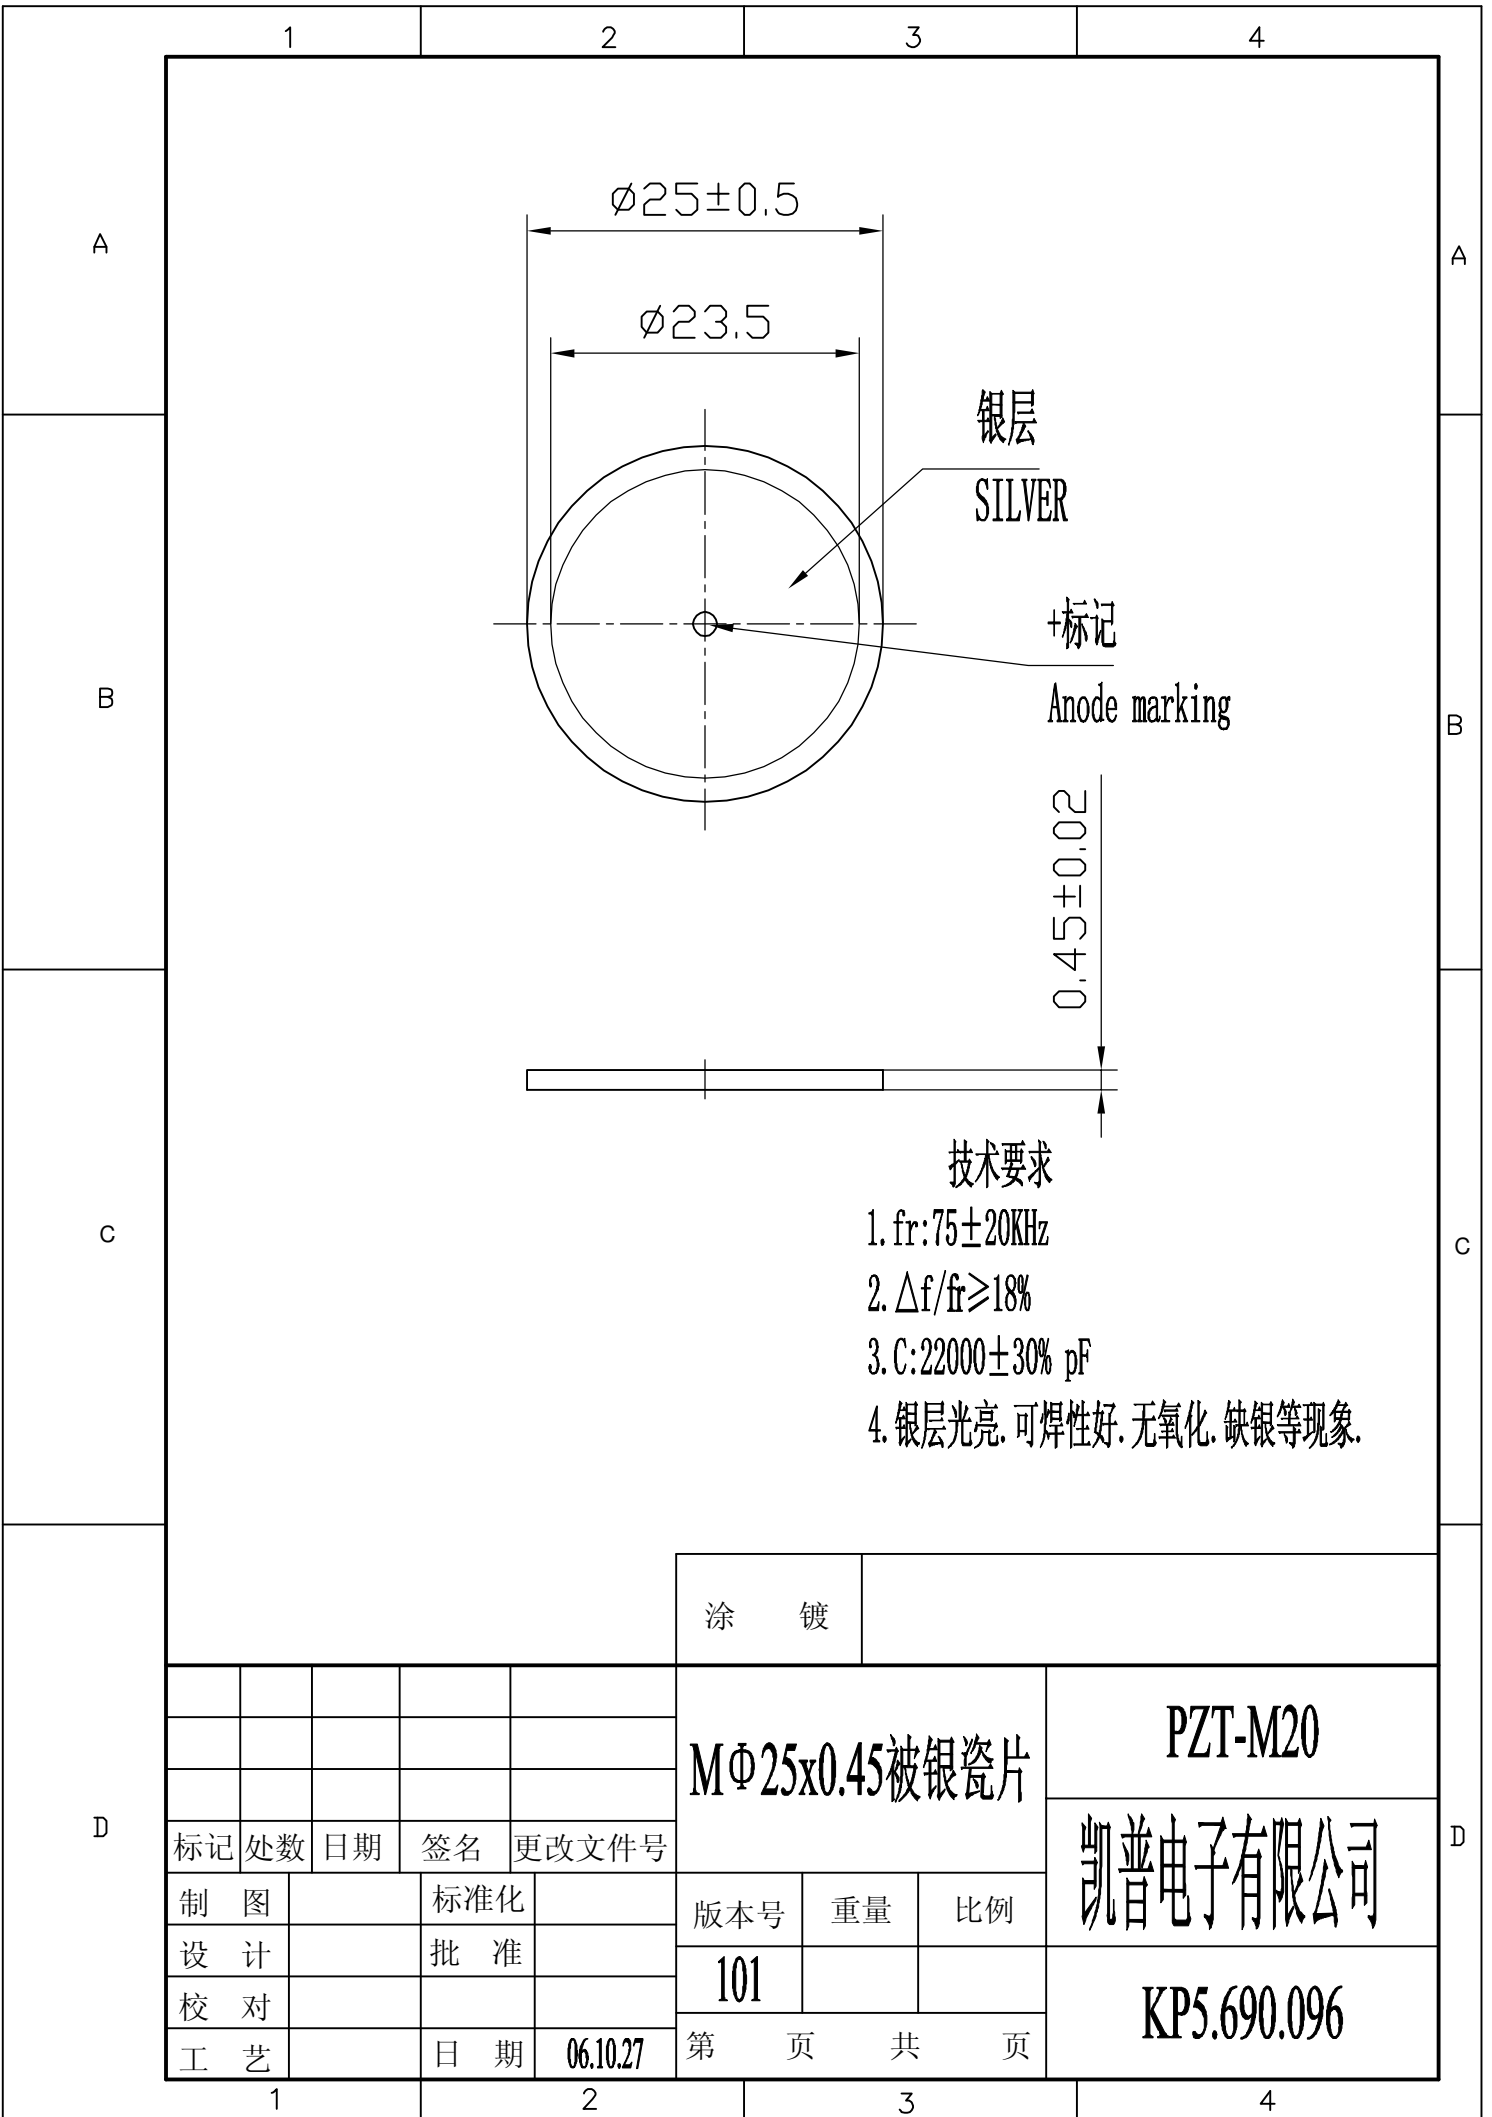 1 2 3 4
A
A
B
B
C
C
D
D
⌀25±0.5
⌀23.5
银层
SILVER
+标记
Anode marking
0.45±0.02
技术要求
1.fr:75±20KHz
2.△f/fr≥18%
3.C:22000±30% pF
4.银层光亮.可焊性好.无氧化.缺银等现象.
涂 镀
MΦ25x0.45被银瓷片
PZT-M20
凯普电子有限公司
KP5.690.096
标记 处数 日期 签名 更改文件号
制 图 标准化
设 计 批 准
校 对
工 艺 日 期 06.10.27
版本号 重量 比例
101
第 页 共 页
1 2 3 4